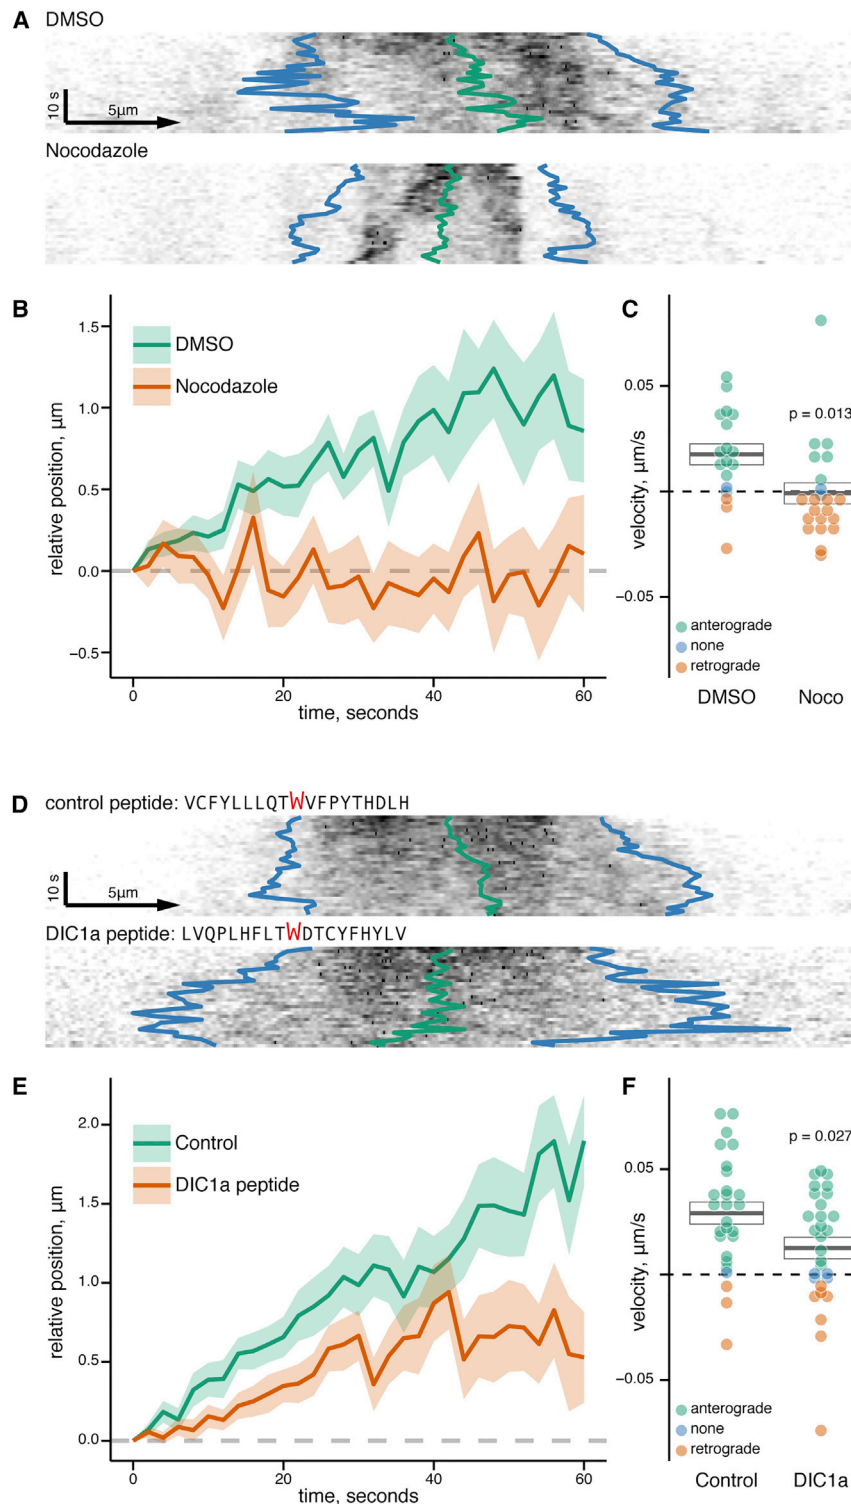 A DMSO
10 s
5µm
Nocodazole
B
1.5
1.0
0.5
0.0
−0.5
relative position, µm
DMSO
Nocodazole
0 20 40 60
time, seconds
C
0.05
−0.05
velocity, µm/s
p = 0.013
anterograde
none
retrograde
DMSO Noco
D control peptide: VCFYLLLQTWVFPYTHDLH
10 s
5µm
DIC1a peptide: LVQPLHFLTWDTCYFHYLV
E
2.0
1.5
1.0
0.5
0.0
relative position, µm
Control
DIC1a peptide
0 20 40 60
time, seconds
F
0.05
−0.05
velocity, µm/s
p = 0.027
anterograde
none
retrograde
Control DIC1a